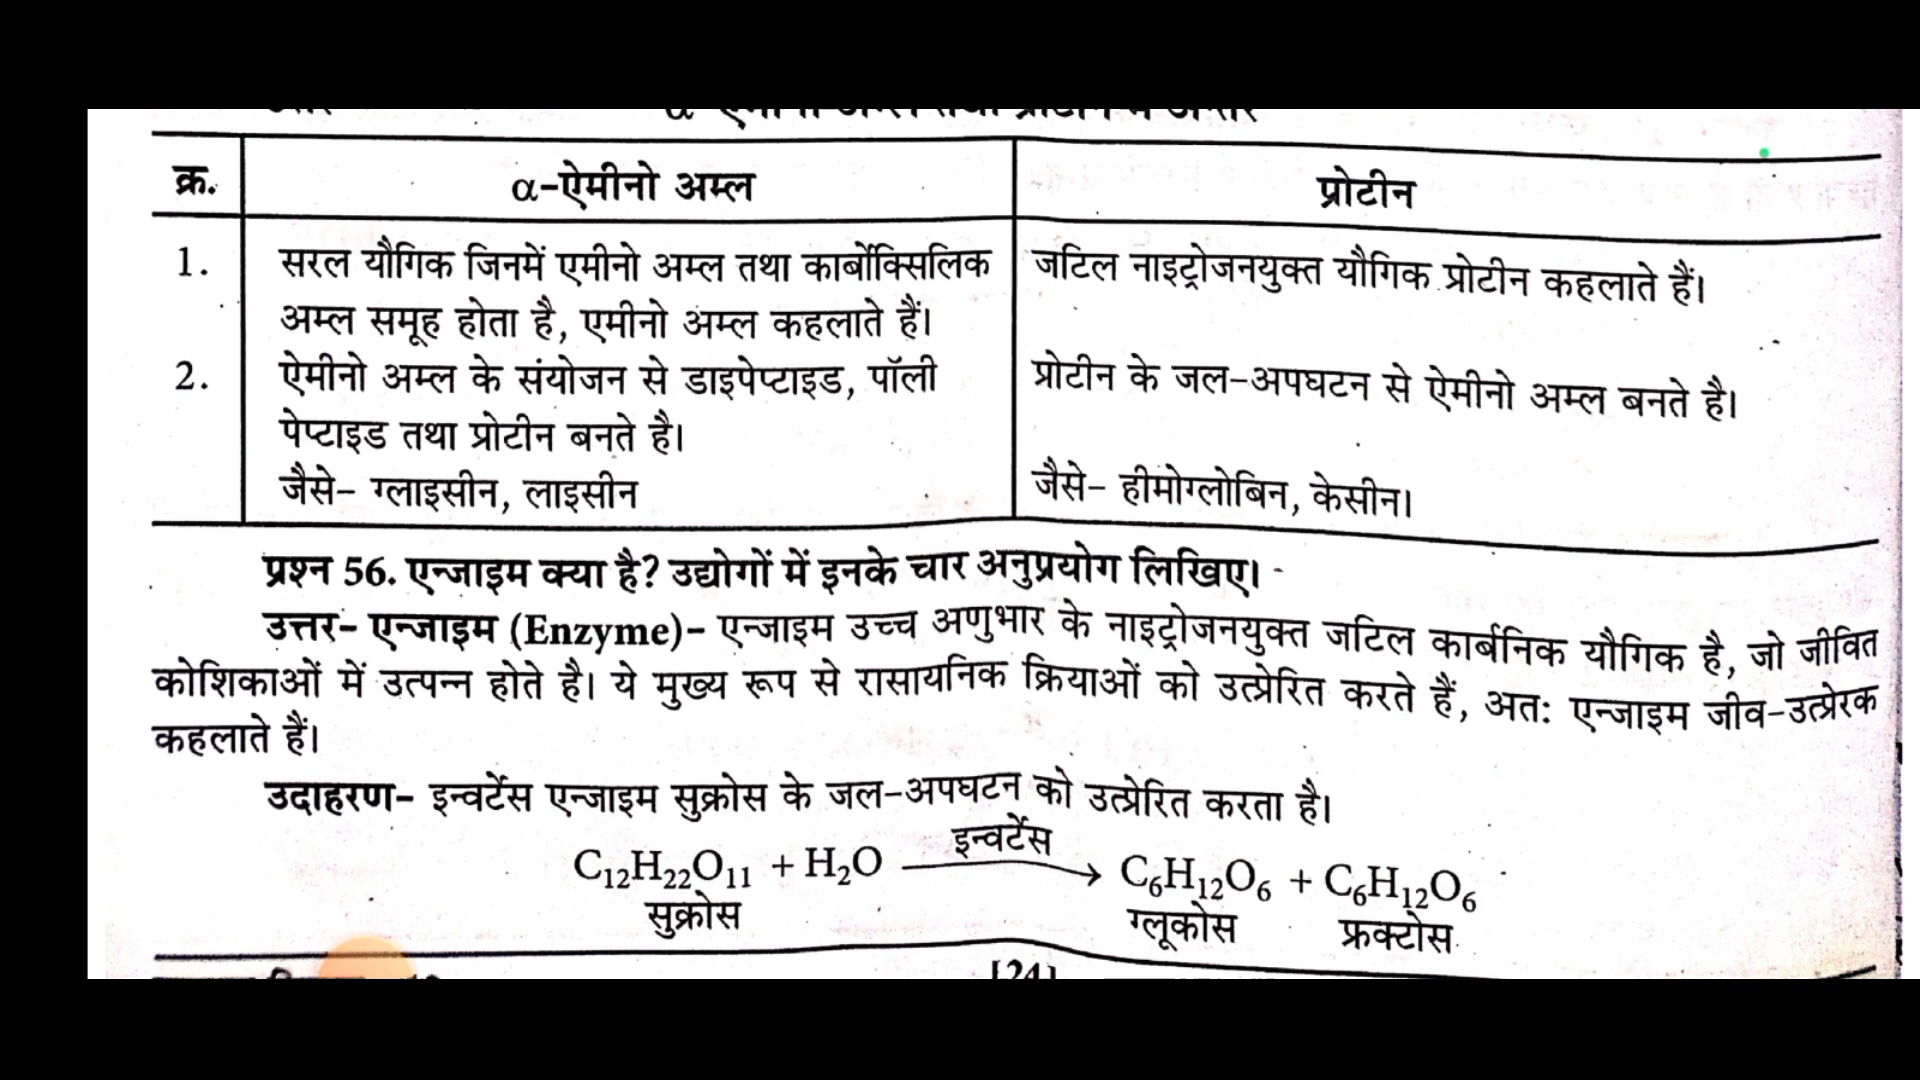 क्र. α-ऐमीनो अम्ल प्रोटीन
1. सरल यौगिक जिनमें एमीनो अम्ल तथा कार्बोक्सिलिक जटिल नाइट्रोजनयुक्त यौगिक प्रोटीन कहलाते हैं।
अम्ल समूह होता है, एमीनो अम्ल कहलाते हैं।
2. ऐमीनो अम्ल के संयोजन से डाइपेप्टाइड, पॉली प्रोटीन के जल-अपघटन से ऐमीनो अम्ल बनते है।
पेप्टाइड तथा प्रोटीन बनते है।
जैसे- ग्लाइसीन, लाइसीन जैसे- हीमोग्लोबिन, केसीन।
प्रश्न 56. एन्जाइम क्या है? उद्योगों में इनके चार अनुप्रयोग लिखिए।
उत्तर- एन्जाइम (Enzyme)- एन्जाइम उच्च अणुभार के नाइट्रोजनयुक्त जटिल कार्बनिक यौगिक है, जो जीवित
कोशिकाओं में उत्पन्न होते है। ये मुख्य रूप से रासायनिक क्रियाओं को उत्प्रेरित करते हैं, अतः एन्जाइम जीव-उत्प्रेरक
कहलाते हैं।
उदाहरण- इन्वर्टेस एन्जाइम सुक्रोस के जल-अपघटन को उत्प्रेरित करता है।
इन्वर्टेस
C₁₂H₂₂O₁₁ + H₂O ⟶ C₆H₁₂O₆ + C₆H₁₂O₆
सुक्रोस ग्लूकोस फ्रक्टोस
[24]